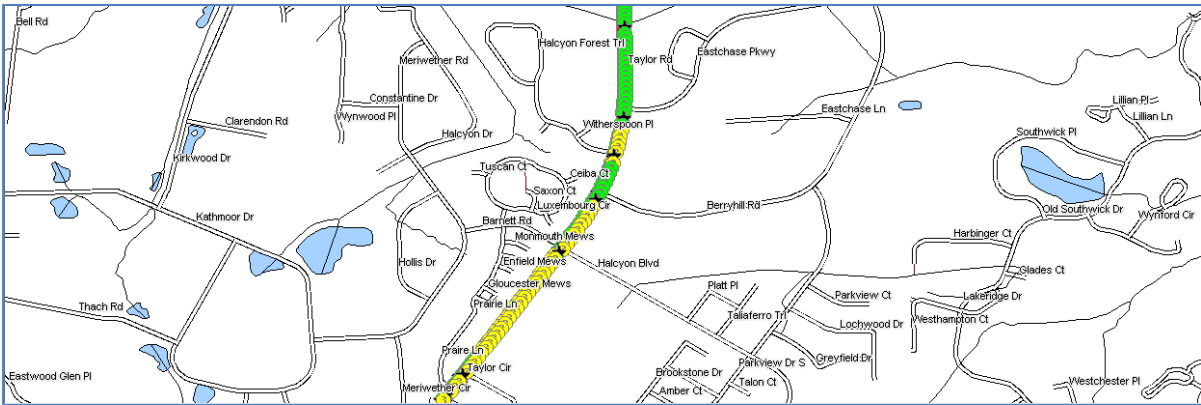 Bell Rd
Halcyon Forest Trl
Eastchase Pkwy
Taylor Rd
Meriwether Rd
Constantine Dr
Wynwood Pl
Clarendon Rd
Halcyon Dr
Witherspoon Pl
Eastchase Ln
Lillian Pl
Lillian Ln
Southwick Pl
Kirkwood Dr
Tuscan Ct
Ceiba Ct
Saxon Ct
Luxembourg Cir
Berryhill Rd
Old Southwick Dr
Wynford Cir
Kathmoor Dr
Barnett Rd
Monmouth Mews
Harbinger Ct
Hollis Dr
Enfield Mews
Halcyon Blvd
Glades Ct
Gloucester Mews
Platt Pl
Parkview Ct
Lakeridge Dr
Thach Rd
Prairie Ln
Taliaferro Trl
Lochwood Dr
Westhampton Ct
Praire Ln
Taylor Cir
Parkview Dr S
Greyfield Dr
Eastwood Glen Pl
Brookstone Dr
Talon Ct
Westchester Pl
Meriwether Cir
Amber Ct
3